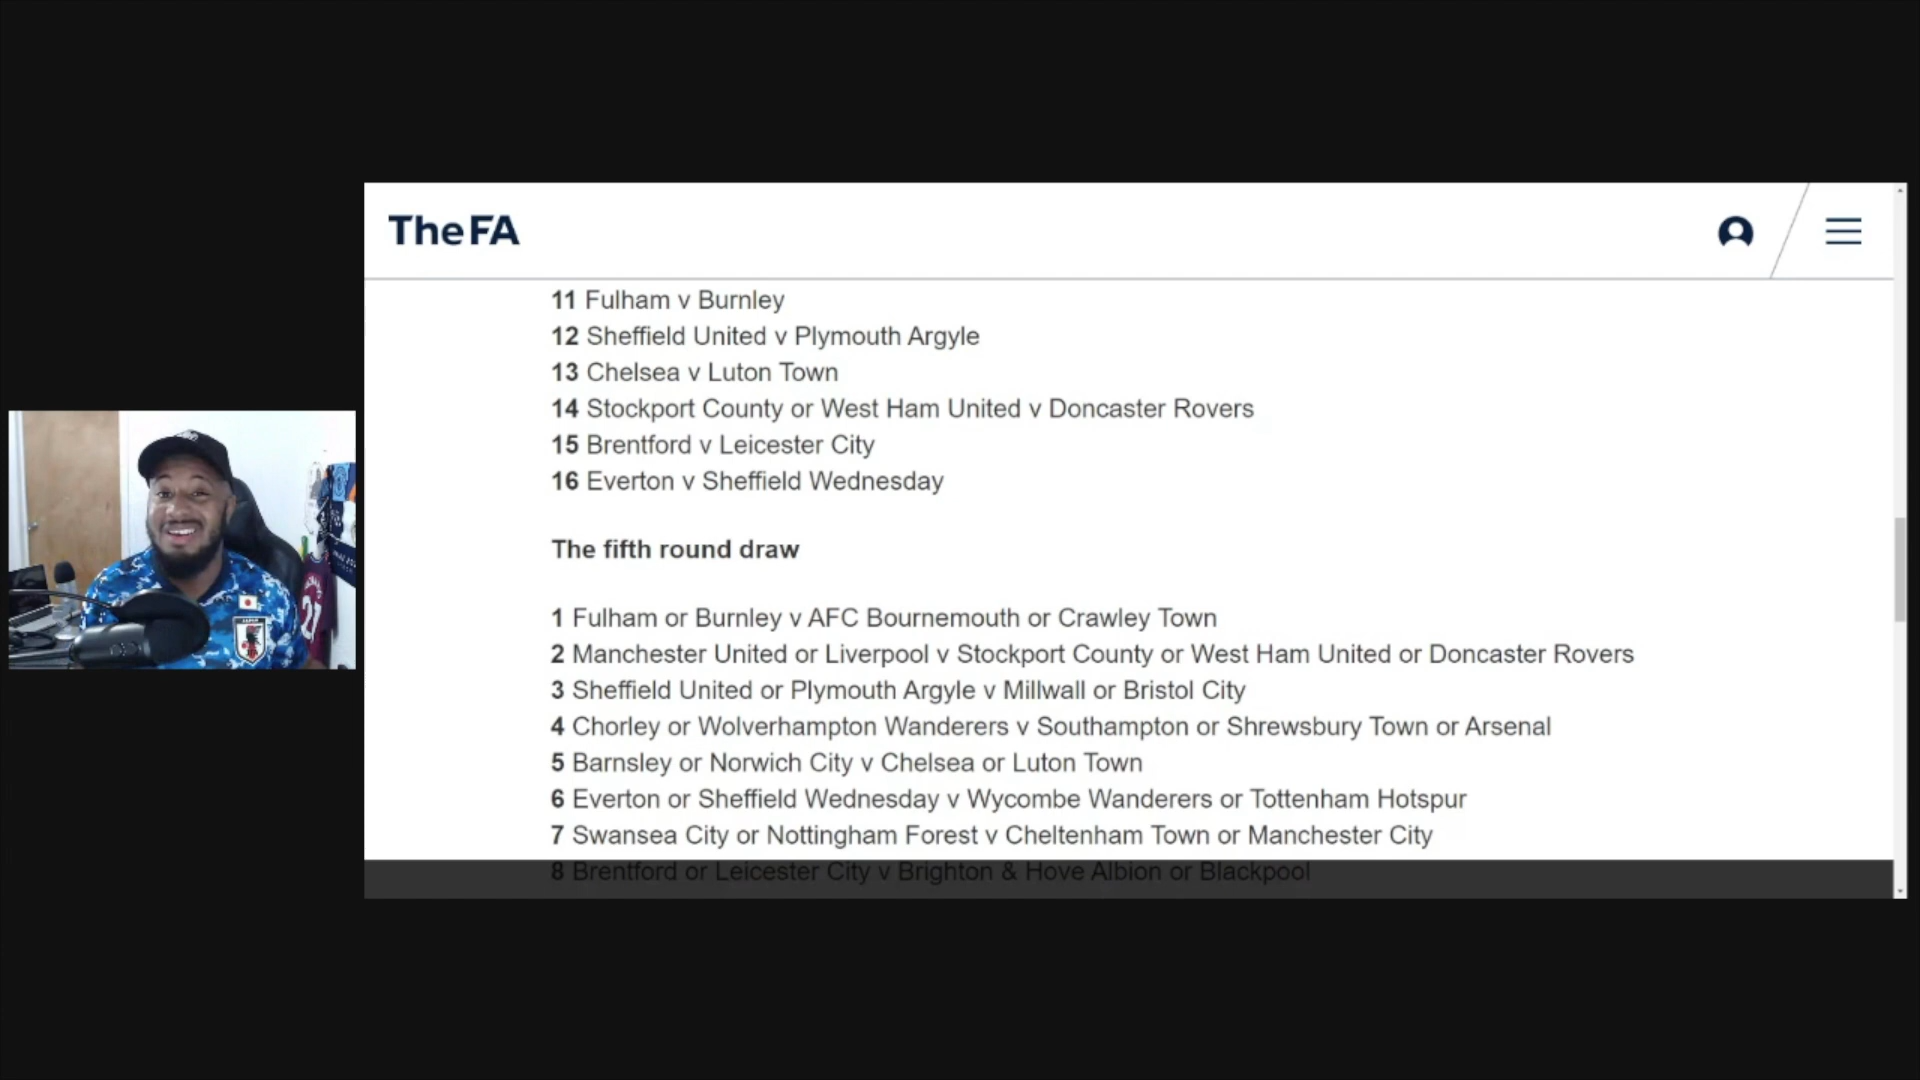 The FA
11 Fulham v Burnley
12 Sheffield United v Plymouth Argyle
13 Chelsea v Luton Town
14 Stockport County or West Ham United v Doncaster Rovers
15 Brentford v Leicester City
16 Everton v Sheffield Wednesday
The fifth round draw
1 Fulham or Burnley v AFC Bournemouth or Crawley Town
2 Manchester United or Liverpool v Stockport County or West Ham United or Doncaster Rovers
3 Sheffield United or Plymouth Argyle v Millwall or Bristol City
4 Chorley or Wolverhampton Wanderers v Southampton or Shrewsbury Town or Arsenal
5 Barnsley or Norwich City v Chelsea or Luton Town
6 Everton or Sheffield Wednesday v Wycombe Wanderers or Tottenham Hotspur
7 Swansea City or Nottingham Forest v Cheltenham Town or Manchester City
8 Brentford or Leicester City v Brighton & Hove Albion or Blackpool
JAPAN
21